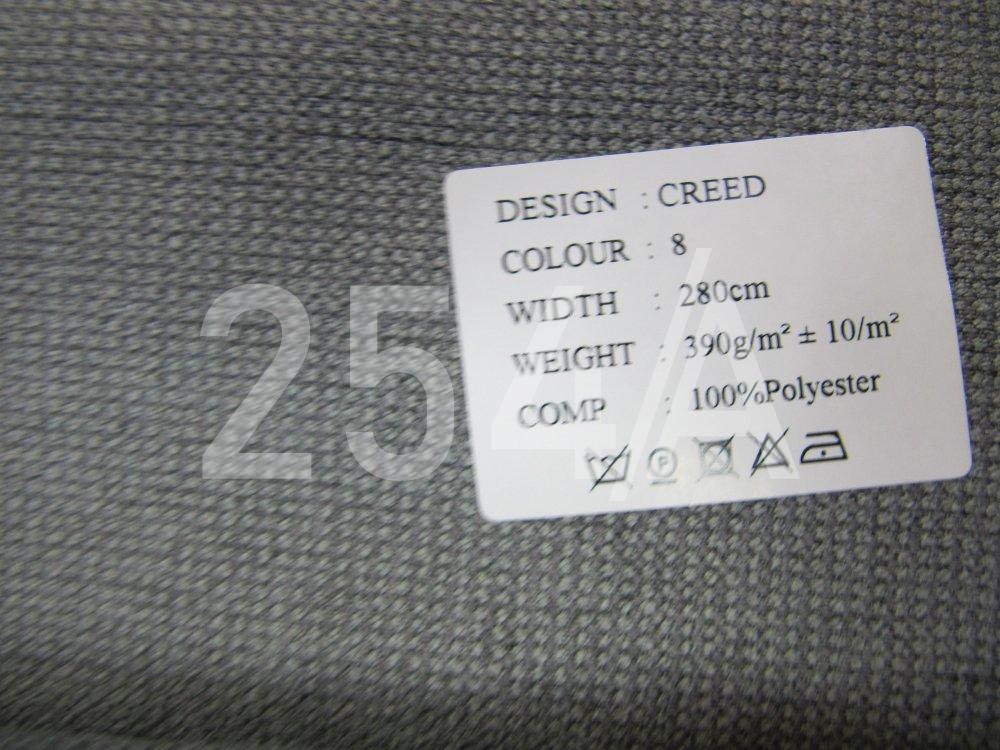 DESIGN : CREED
COLOUR : 8
WIDTH : 280cm
WEIGHT : 390g/m² ± 10/m²
COMP : 100%Polyester
P
254/A